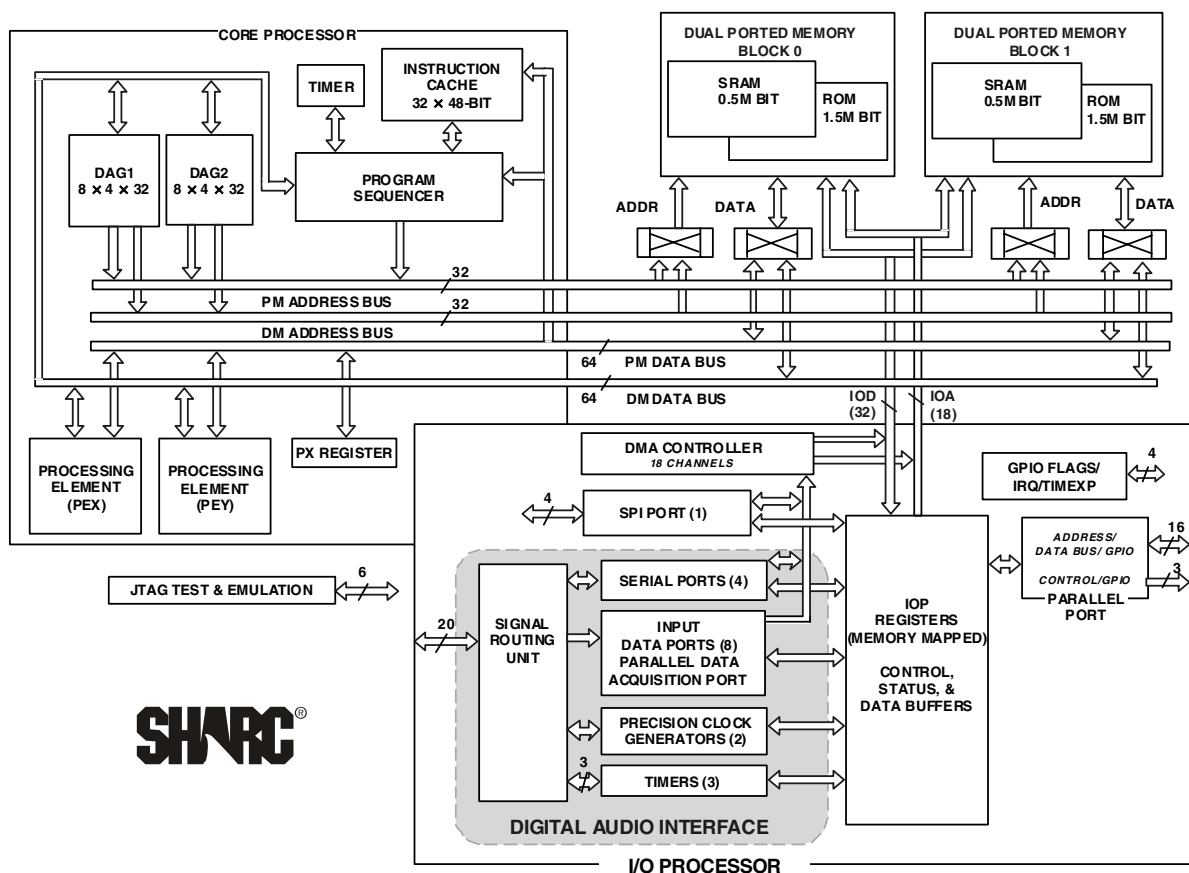 CORE PROCESSOR
TIMER
INSTRUCTION
CACHE
32 × 48-BIT
DAG1
8 × 4 × 32
DAG2
8 × 4 × 32
PROGRAM
SEQUENCER
DUAL PORTED MEMORY
BLOCK 0
SRAM
0.5M BIT
ROM
1.5M BIT
DUAL PORTED MEMORY
BLOCK 1
SRAM
0.5M BIT
ROM
1.5M BIT
ADDR
DATA
ADDR
DATA
32
PM ADDRESS BUS
32
DM ADDRESS BUS
64
PM DATA BUS
64
DM DATA BUS
IOD
(32)
IOA
(18)
PROCESSING
ELEMENT
(PEX)
PROCESSING
ELEMENT
(PEY)
PX REGISTER
DMA CONTROLLER
18 CHANNELS
GPIO FLAGS/
IRQ/TIMEXP
4
4
SPI PORT (1)
ADDRESS/
DATA BUS/ GPIO
CONTROL/GPIO
PARALLEL
PORT
16
3
JTAG TEST & EMULATION
6
20
SIGNAL
ROUTING
UNIT
SERIAL PORTS (4)
INPUT
DATA PORTS (8)
PARALLEL DATA
ACQUISITION PORT
PRECISION CLOCK
GENERATORS (2)
3
TIMERS (3)
IOP
REGISTERS
(MEMORY MAPPED)
CONTROL,
STATUS, &
DATA BUFFERS
SHARC®
DIGITAL AUDIO INTERFACE
I/O PROCESSOR